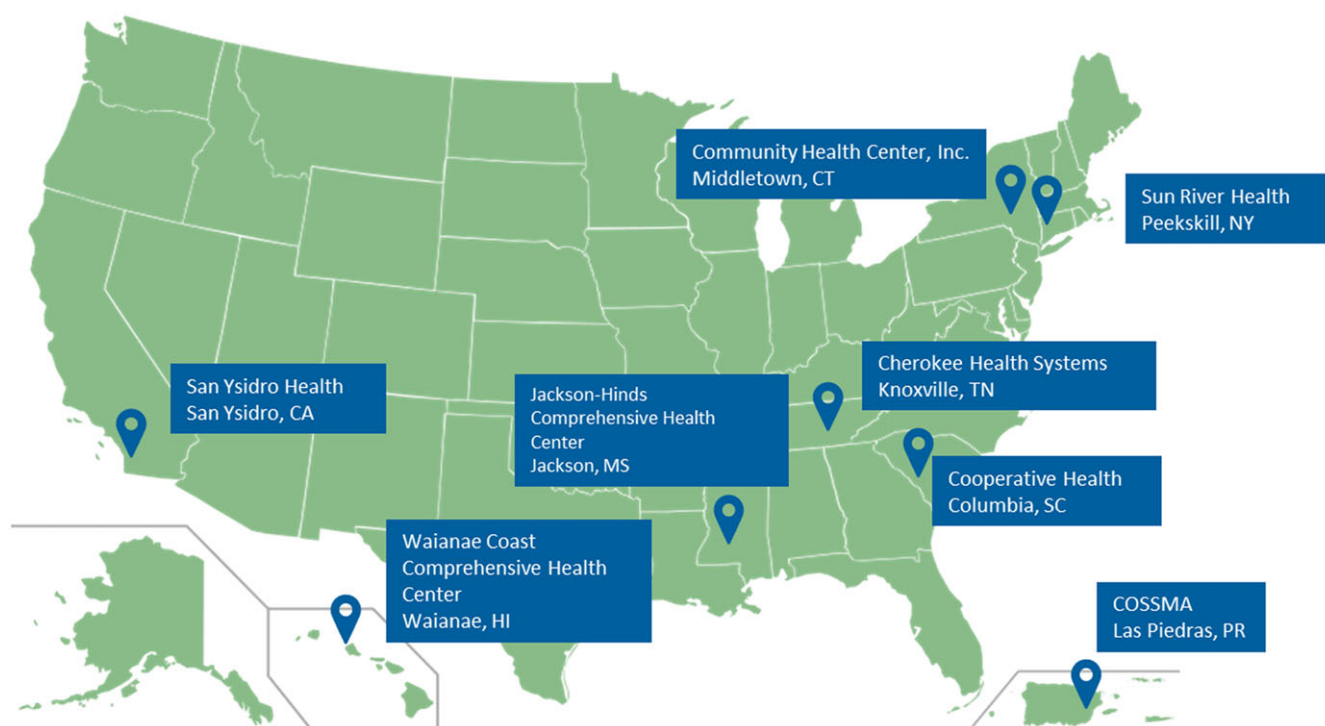 Community Health Center, Inc.
Middletown, CT
Sun River Health
Peekskill, NY
San Ysidro Health
San Ysidro, CA
Jackson-Hinds
Comprehensive Health
Center
Jackson, MS
Cherokee Health Systems
Knoxville, TN
Cooperative Health
Columbia, SC
Waianae Coast
Comprehensive Health
Center
Waianae, HI
COSSMA
Las Piedras, PR